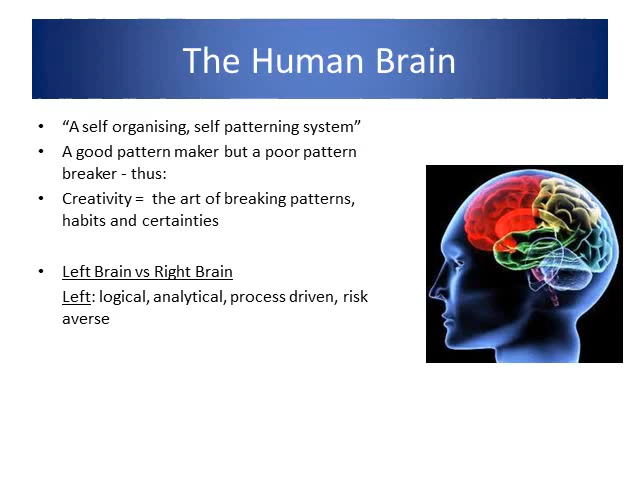 The Human Brain
• “A self organising, self patterning system”
• A good pattern maker but a poor pattern
breaker - thus:
• Creativity = the art of breaking patterns,
habits and certainties
• Left Brain vs Right Brain
Left: logical, analytical, process driven, risk
averse